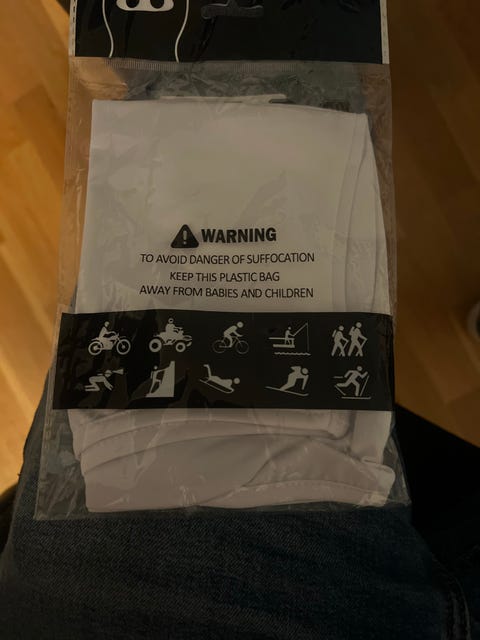 WARNING
TO AVOID DANGER OF SUFFOCATION
KEEP THIS PLASTIC BAG
AWAY FROM BABIES AND CHILDREN